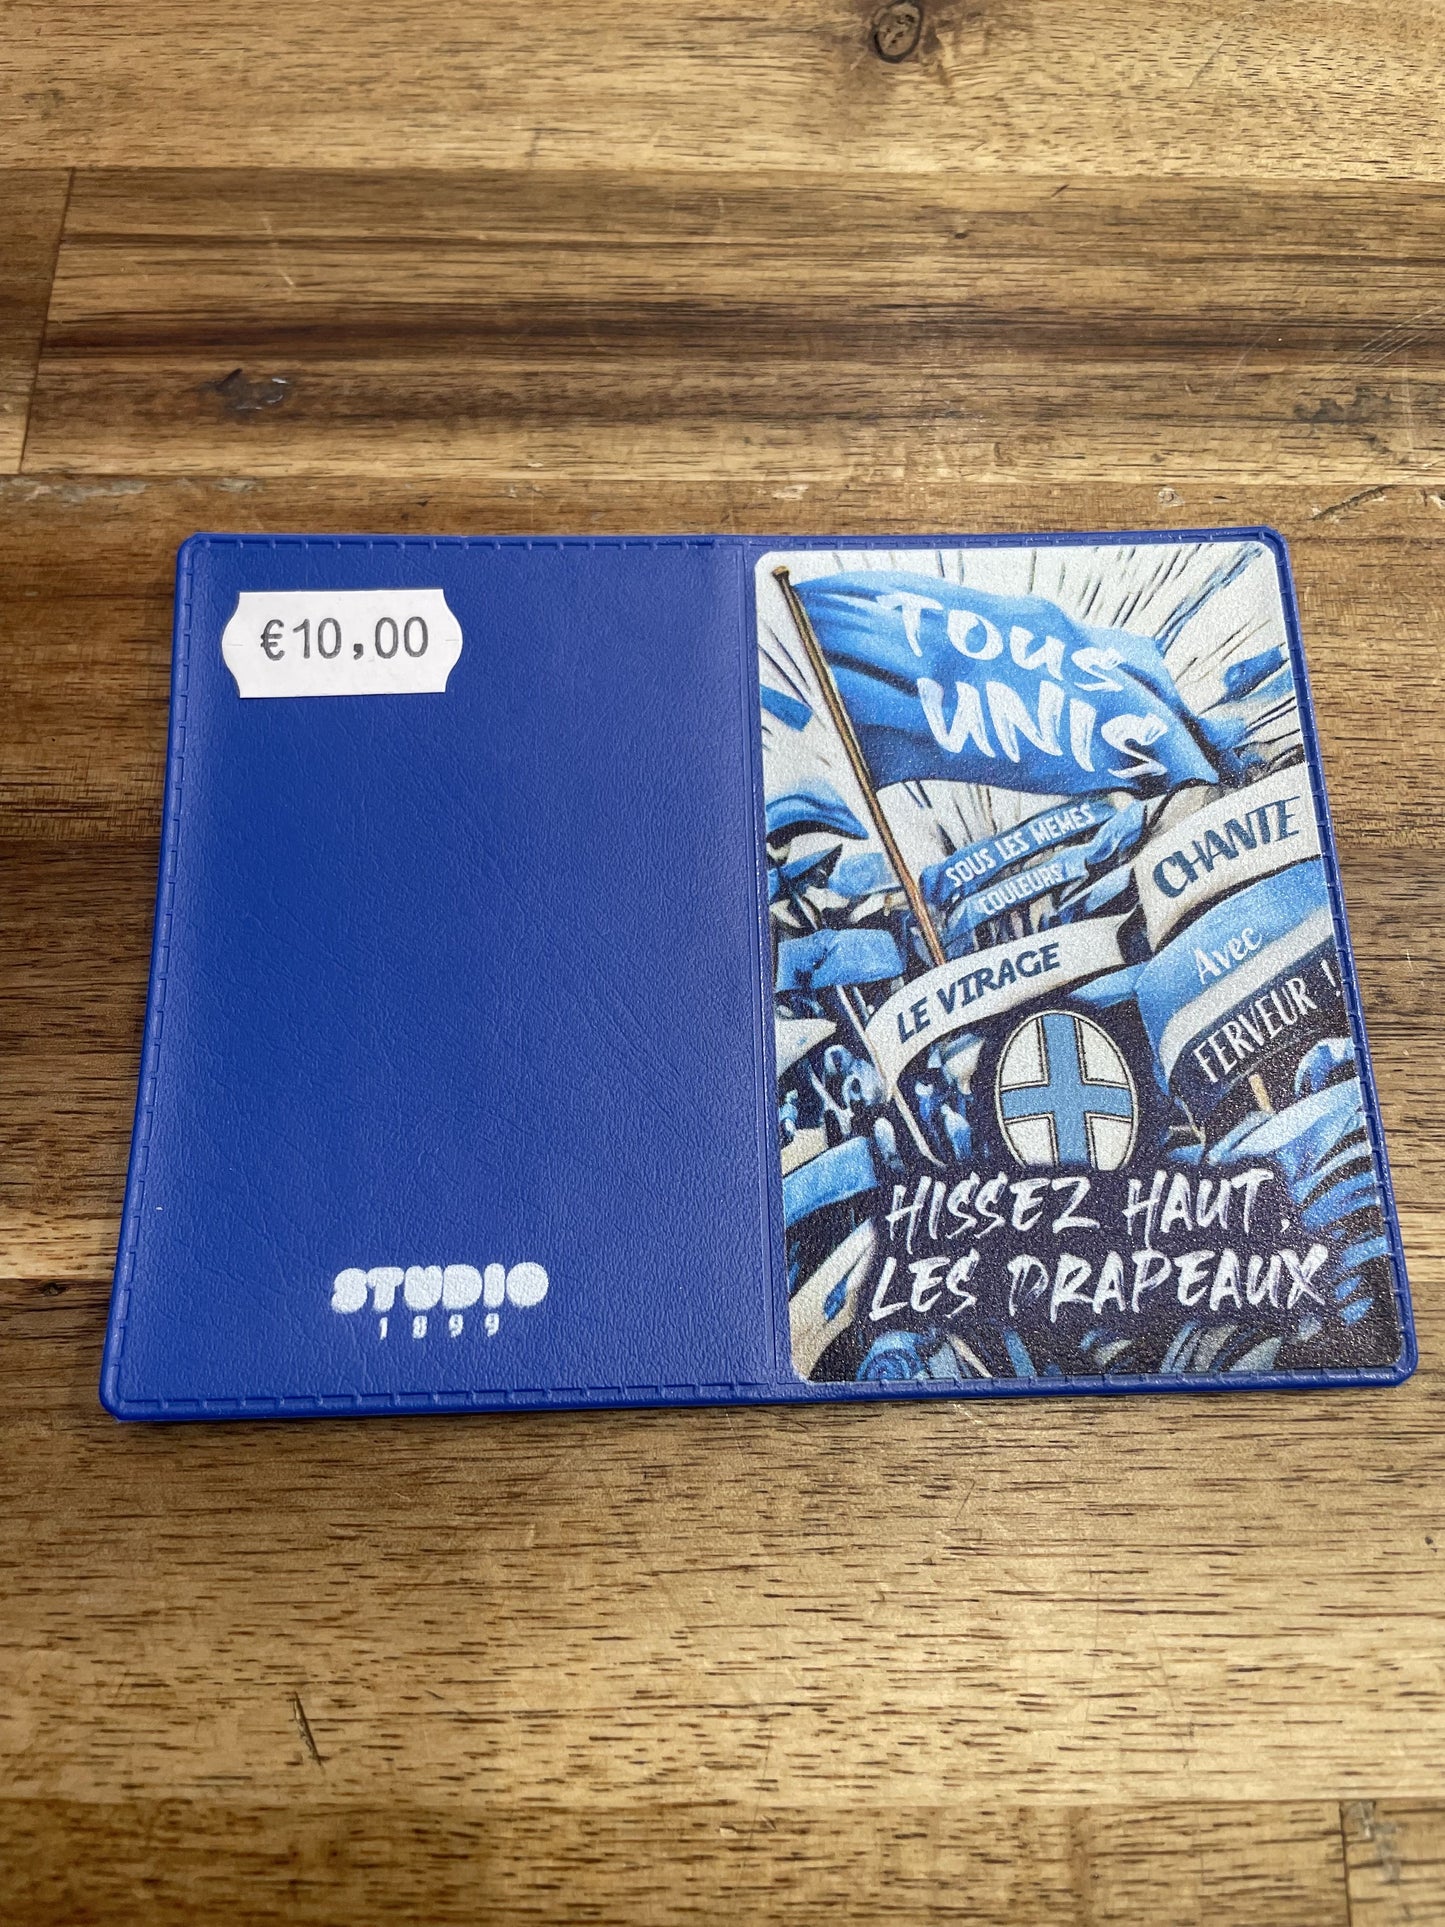 €10,00
STUDIO
1899
TOUS
UNIS
SOUS LES MEMES
COULEURS
CHANTE
LE VIRAGE
Avec
FERVEUR !
HISSEZ HAUT,
LES DRAPEAUX